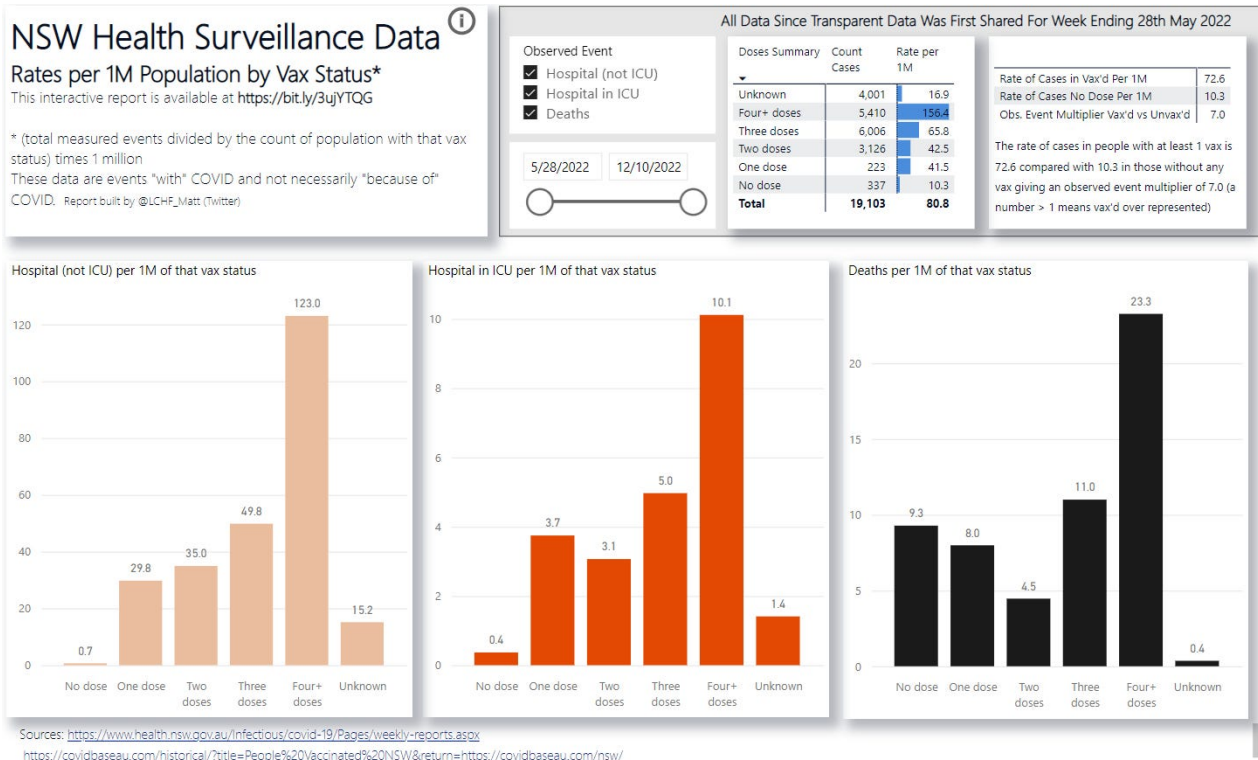 NSW Health Surveillance Data
Rates per 1M Population by Vax Status*
This interactive report is available at https://bit.ly/3ujYTQG
* (total measured events divided by the count of population with that vax
status) times 1 million
These data are events "with" COVID and not necessarily "because of"
COVID. Report built by @LCHF_Matt (Twitter)
All Data Since Transparent Data Was First Shared For Week Ending 28th May 2022
Observed Event
Hospital (not ICU)
Hospital in ICU
Deaths
5/28/2022 12/10/2022
Doses Summary Count Cases Rate per 1M
Unknown 4,001 16.9
Four+ doses 5,410 156.4
Three doses 6,006 65.8
Two doses 3,126 42.5
One dose 223 41.5
No dose 337 10.3
Total 19,103 80.8
Rate of Cases in Vax'd Per 1M 72.6
Rate of Cases No Dose Per 1M 10.3
Obs. Event Multiplier Vax'd vs Unvax'd 7.0
The rate of cases in people with at least 1 vax is
72.6 compared with 10.3 in those without any
vax giving an observed event multiplier of 7.0 (a
number > 1 means vax'd over represented)
Hospital (not ICU) per 1M of that vax status
120
100
80
60
40
20
0
0.7
29.8
35.0
49.8
123.0
15.2
No dose One dose Two doses Three doses Four+ doses Unknown
Hospital in ICU per 1M of that vax status
10
8
6
4
2
0
0.4
3.7
3.1
5.0
10.1
1.4
No dose One dose Two doses Three doses Four+ doses Unknown
Deaths per 1M of that vax status
20
15
10
5
0
9.3
8.0
4.5
11.0
23.3
0.4
No dose One dose Two doses Three doses Four+ doses Unknown
Sources: https://www.health.nsw.gov.au/Infectious/covid-19/Pages/weekly-reports.aspx
https://covidbaseau.com/historical/?title=People%20Vaccinated%20NSW&return=https://covidbaseau.com/nsw/